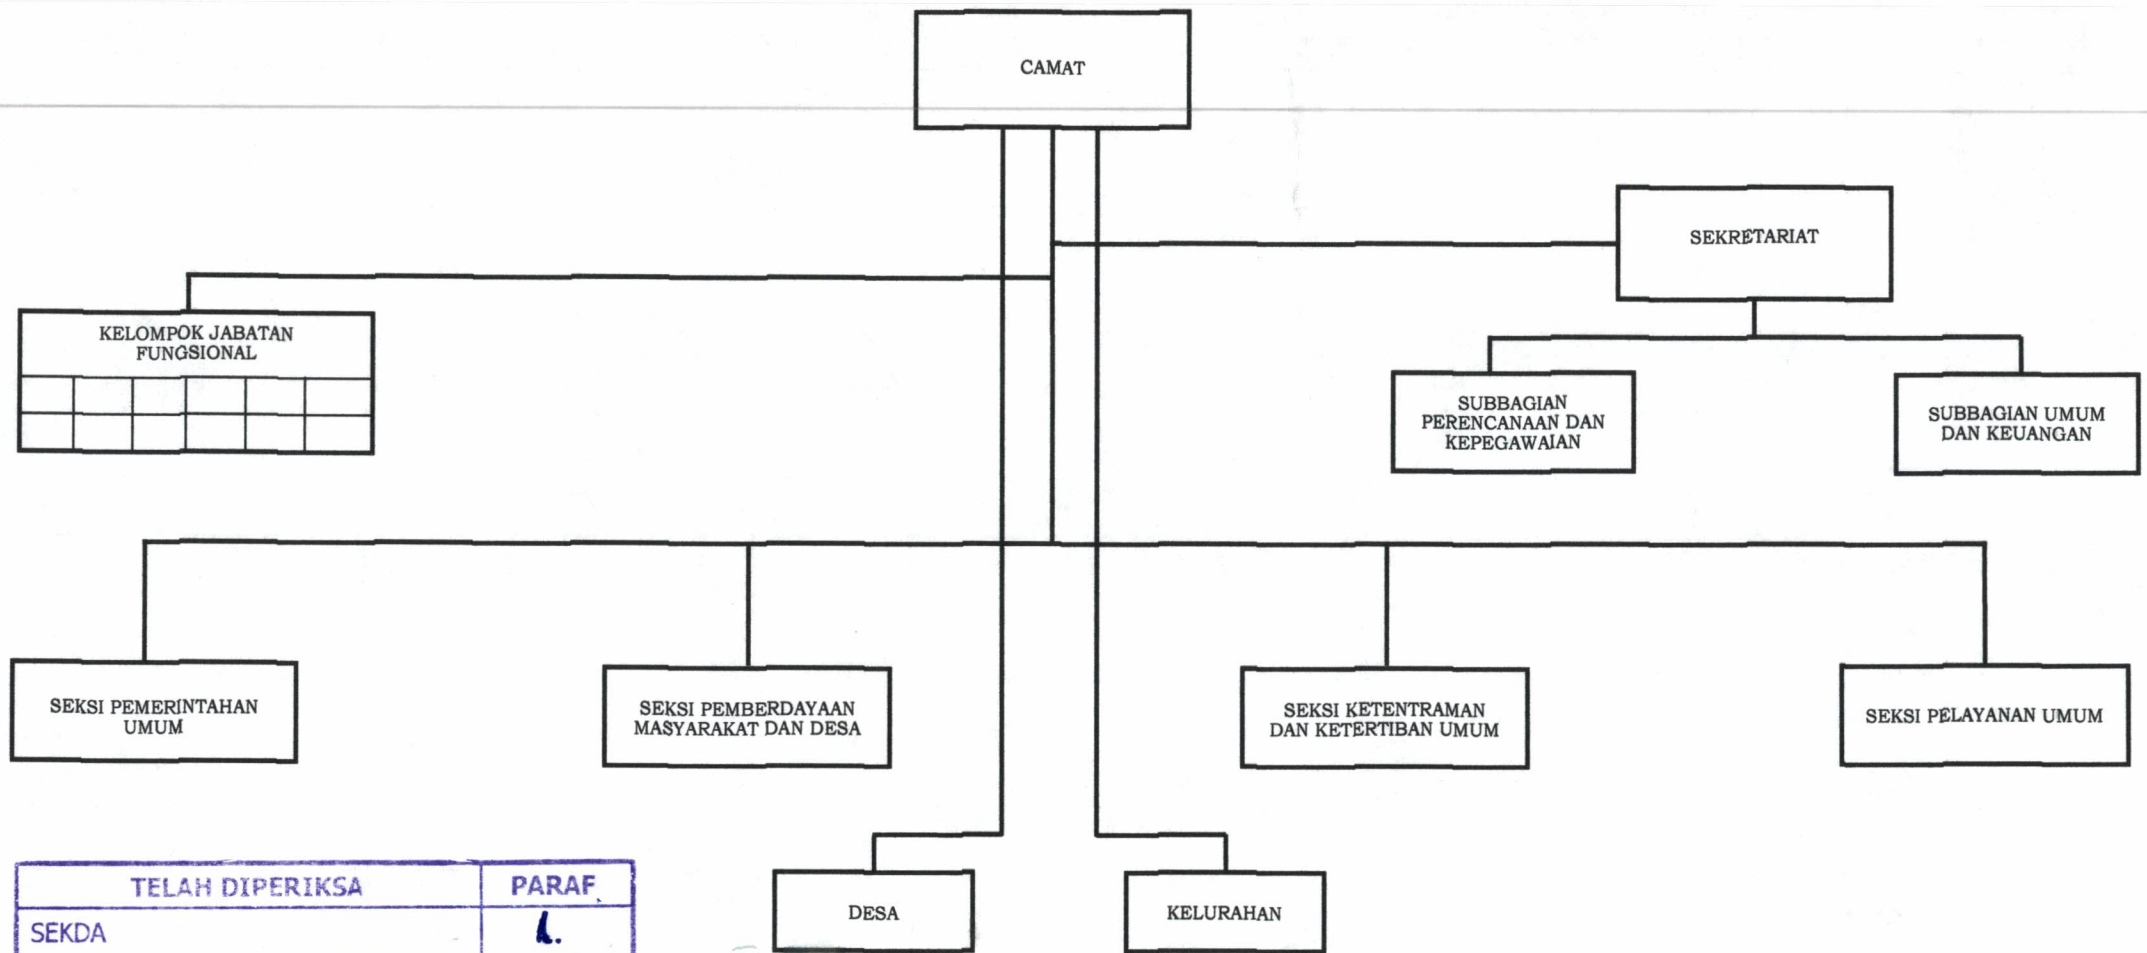 CAMAT
SEKRETARIAT
KELOMPOK JABATAN
FUNGSIONAL
SUBBAGIAN
PERENCANAAN DAN
KEPEGAWAIAN
SUBBAGIAN UMUM
DAN KEUANGAN
SEKSI PEMERINTAHAN
UMUM
SEKSI PEMBERDAYAAN
MASYARAKAT DAN DESA
SEKSI KETENTRAMAN
DAN KETERTIBAN UMUM
SEKSI PELAYANAN UMUM
DESA
KELURAHAN
TELAH DIPERIKSA PARAF
SEKDA